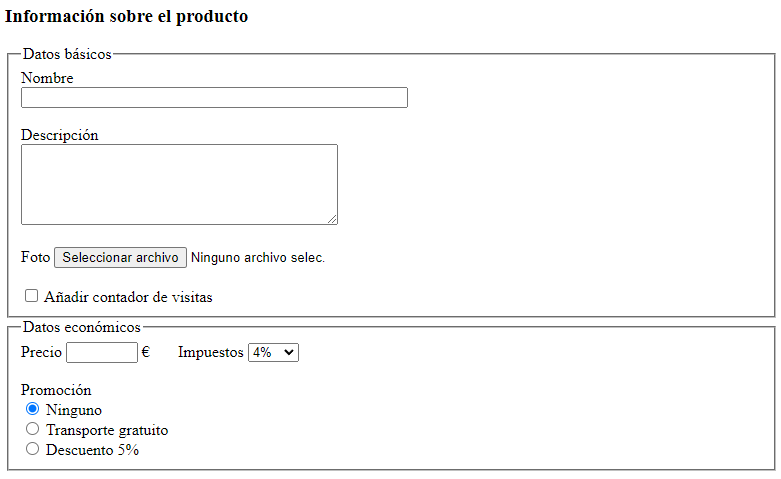 Información sobre el producto
Datos básicos
Nombre
Descripción
Foto Seleccionar archivo Ninguno archivo selec.
Añadir contador de visitas
Datos económicos
Precio € Impuestos 4%
Promoción
Ninguno
Transporte gratuito
Descuento 5%